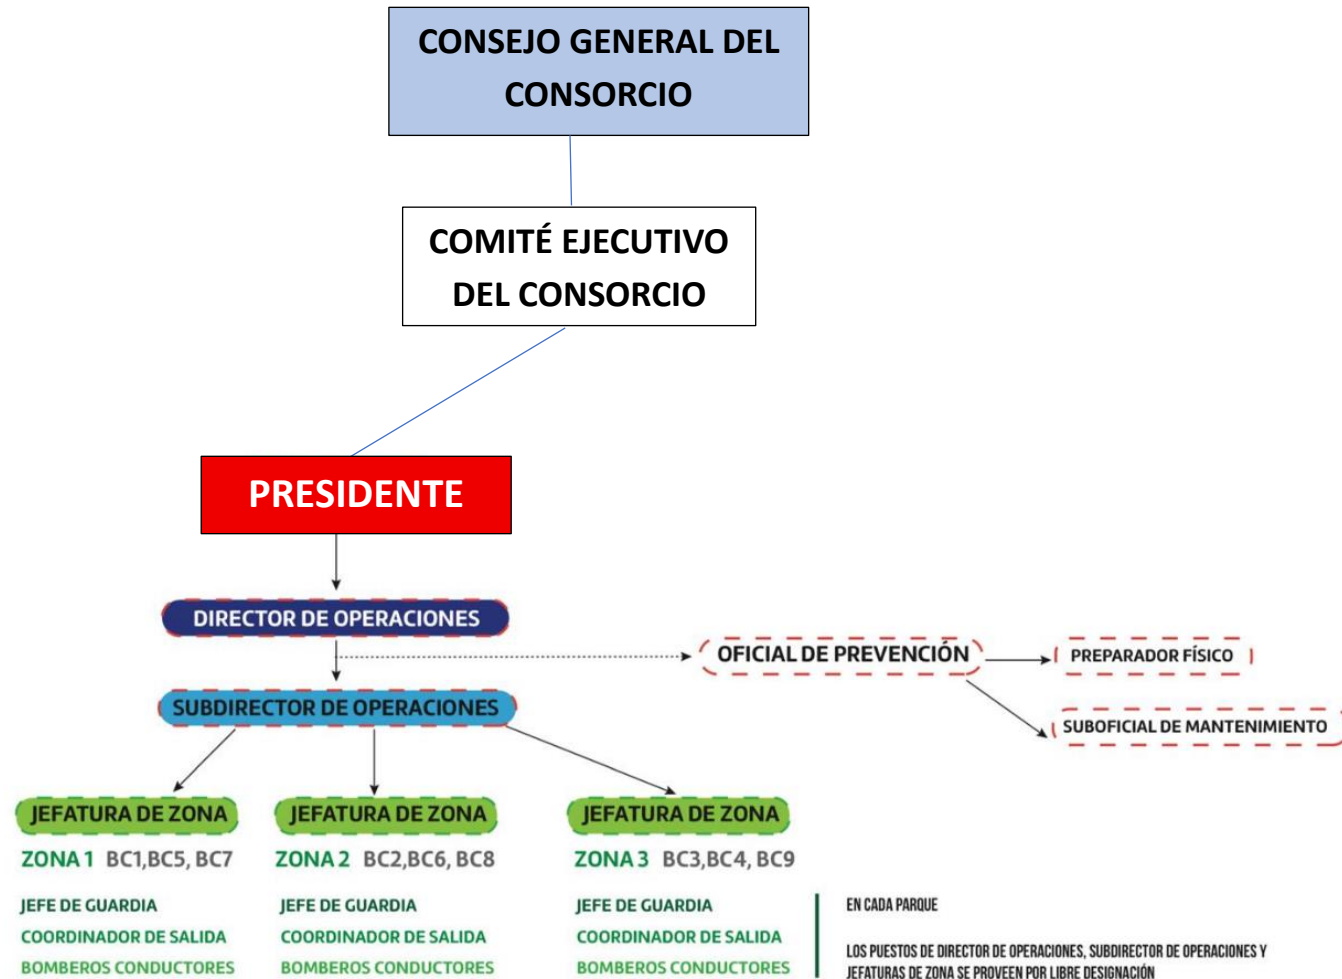 CONSEJO GENERAL DEL
CONSORCIO
COMITÉ EJECUTIVO
DEL CONSORCIO
PRESIDENTE
DIRECTOR DE OPERACIONES
OFICIAL DE PREVENCIÓN
PREPARADOR FÍSICO
SUBDIRECTOR DE OPERACIONES
SUBOFICIAL DE MANTENIMIENTO
JEFATURA DE ZONA
ZONA 1 BC1,BC5, BC7
JEFE DE GUARDIA
COORDINADOR DE SALIDA
BOMBEROS CONDUCTORES
JEFATURA DE ZONA
ZONA 2 BC2,BC6, BC8
JEFE DE GUARDIA
COORDINADOR DE SALIDA
BOMBEROS CONDUCTORES
JEFATURA DE ZONA
ZONA 3 BC3,BC4, BC9
JEFE DE GUARDIA
COORDINADOR DE SALIDA
BOMBEROS CONDUCTORES
EN CADA PARQUE
LOS PUESTOS DE DIRECTOR DE OPERACIONES, SUBDIRECTOR DE OPERACIONES Y
JEFATURAS DE ZONA SE PROVEEN POR LIBRE DESIGNACIÓN